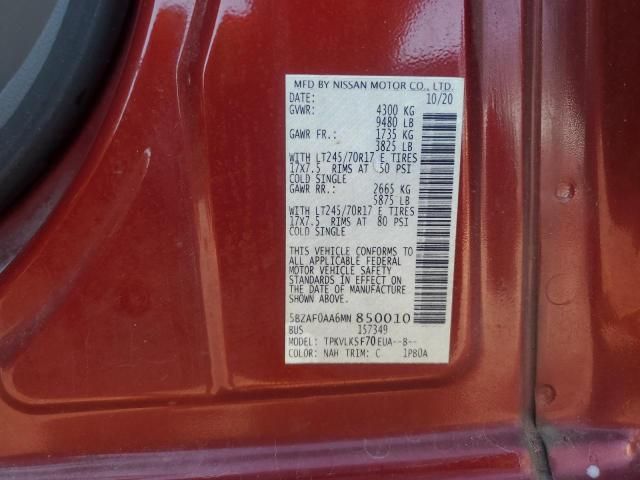 MFD BY NISSAN MOTOR CO., LTD.
DATE: 10/20
GVWR: 4300 KG
9480 LB
GAWR FR.: 1735 KG
3825 LB
WITH LT245/70R17 E TIRES
17X7.5 RIMS AT 50 PSI
COLD SINGLE
GAWR RR.: 2665 KG
5875 LB
WITH LT245/70R17 E TIRES
17X7.5 RIMS AT 80 PSI
COLD SINGLE
THIS VEHICLE CONFORMS TO
ALL APPLICABLE FEDERAL
MOTOR VEHICLE SAFETY
STANDARDS IN EFFECT ON
THE DATE OF MANUFACTURE
SHOWN ABOVE.
5BZAF0AA6MN 850010
BUS 157349
MODEL: TPKVLKSF70EUA--B--
COLOR: NAH TRIM: C 1P80A